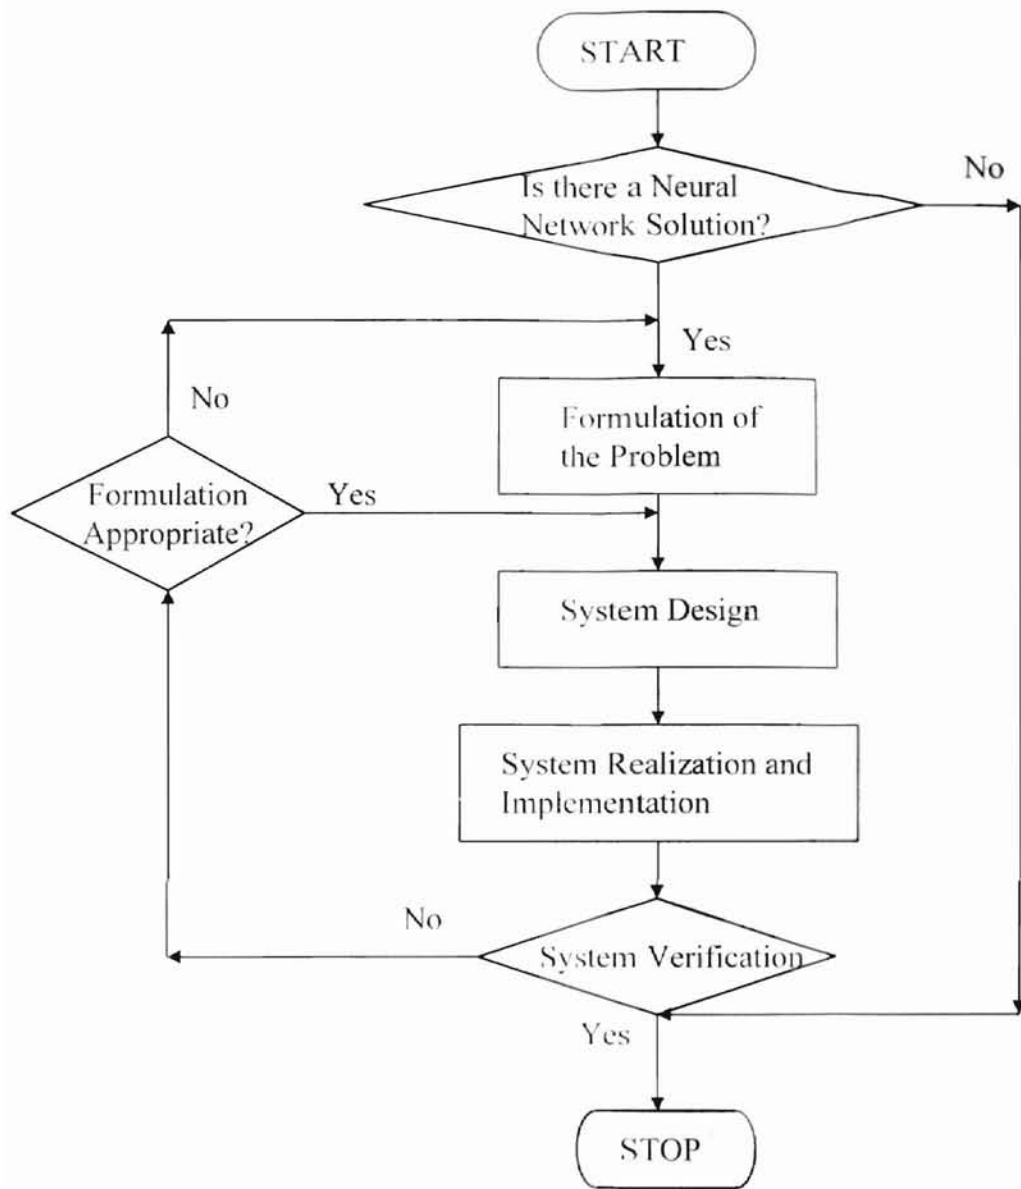 START
No
Is there a Neural
Network Solution?
Yes
No
Formulation of
the Problem
Formulation
Appropriate?
Yes
System Design
System Realization and
Implementation
No
System Verification
Yes
STOP